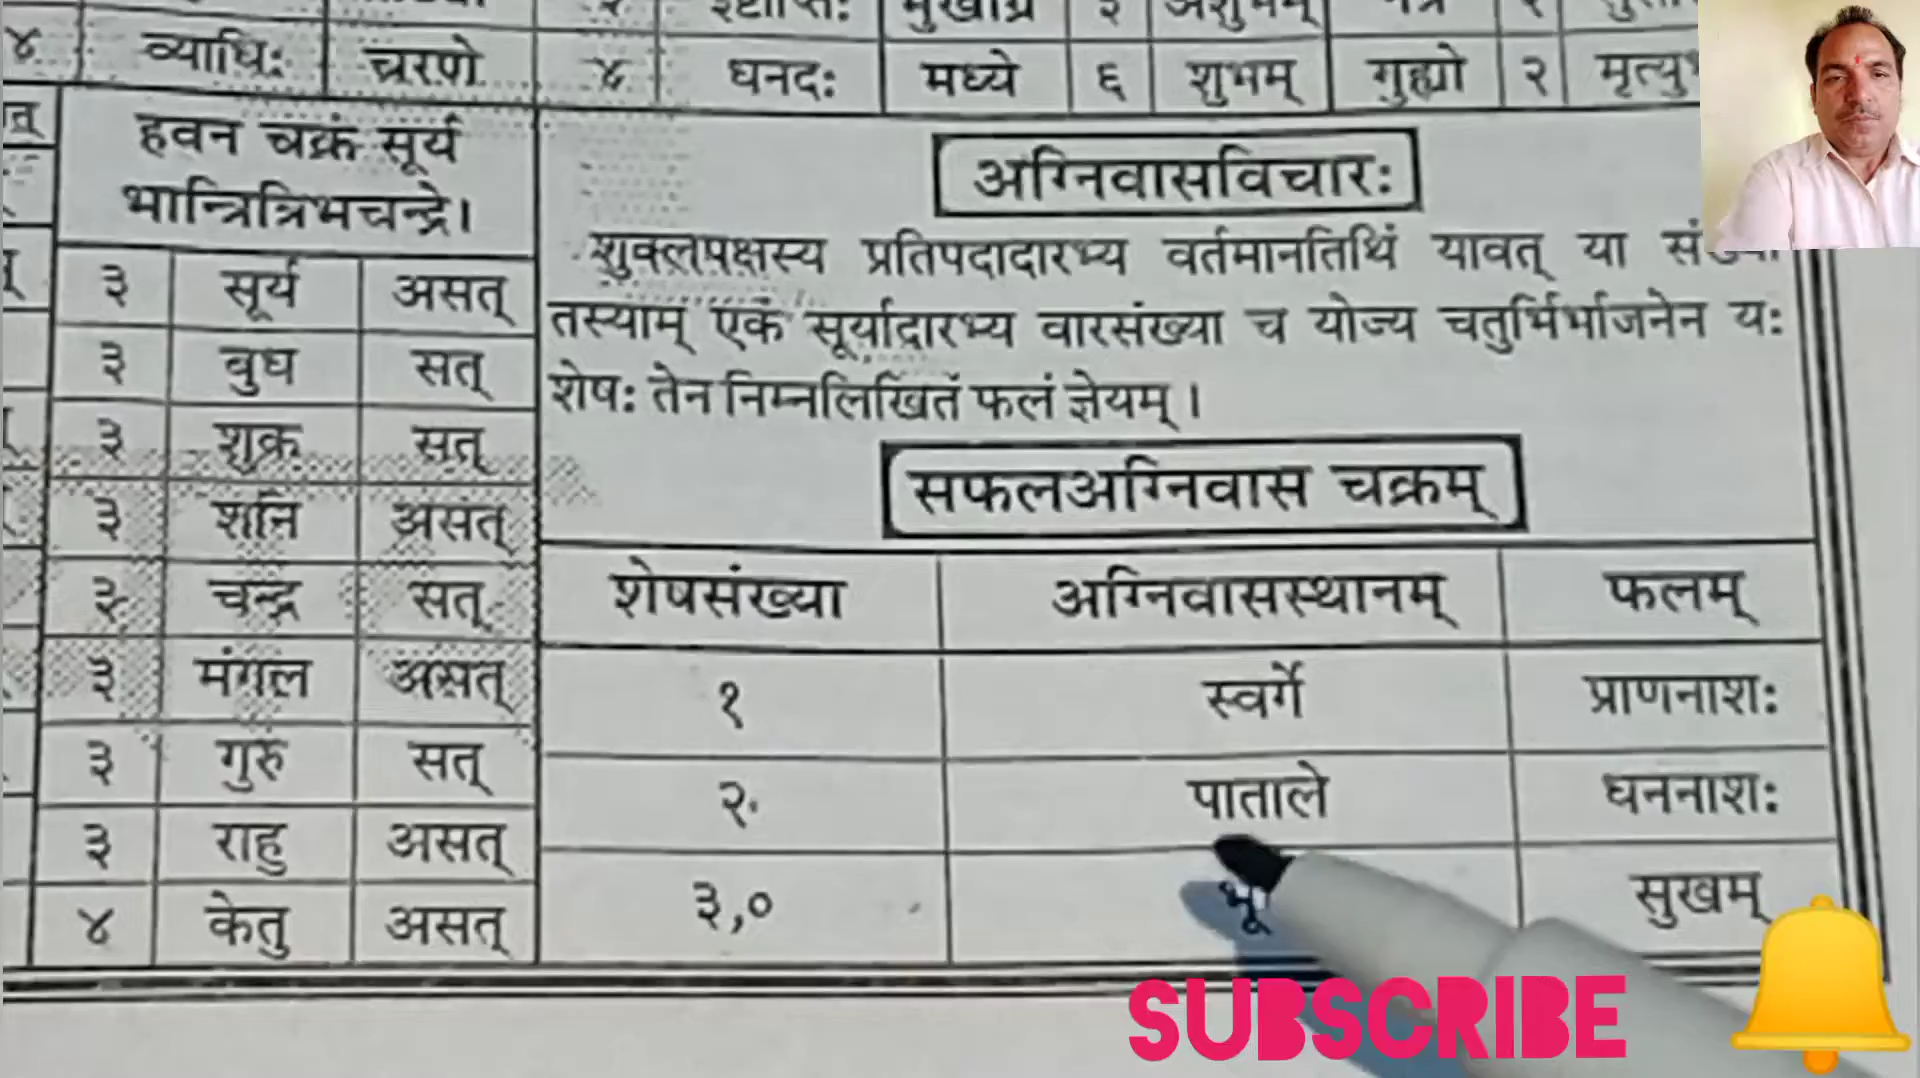 ४ व्याधिः चरणे ४ धनदः मध्ये ६ शुभम् गुह्ये २
हवन चक्रं सूर्य
भान्त्रित्रिभचन्द्रे।
३ सूर्य असत्
३ बुध सत्
३ शुक्र सत्
३ शनि असत्
३ चन्द्र सत्
३ मंगल असत्
३ गुरु सत्
३ राहु असत्
४ केतु असत्
अग्निवासविचारः
शुक्लपक्षस्य प्रतिपदादारभ्य वर्तमानतिथिं यावत् या
तस्याम् एकं सूर्यादारभ्य वारसंख्या च योज्य चतुर्भिर्भाजनेन यः
शेषः तेन निम्नलिखितं फलं ज्ञेयम् ।
सफलअग्निवास चक्रम्
शेषसंख्या अग्निवासस्थानम् फलम्
१ स्वर्गे प्राणनाशः
२ पाताले धननाशः
३,० सुखम्
SUBSCRIBE